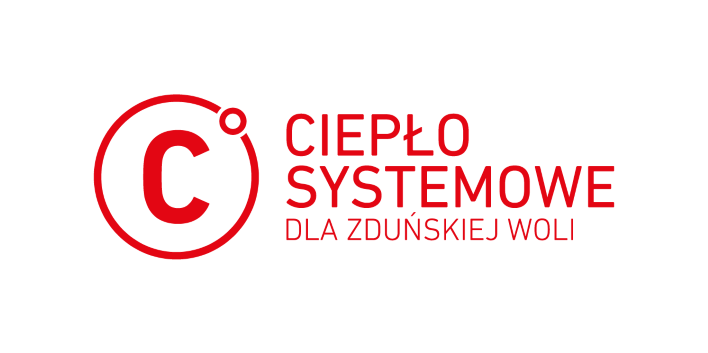 C
CIEPŁO
SYSTEMOWE
DLA ZDUŃSKIEJ WOLI